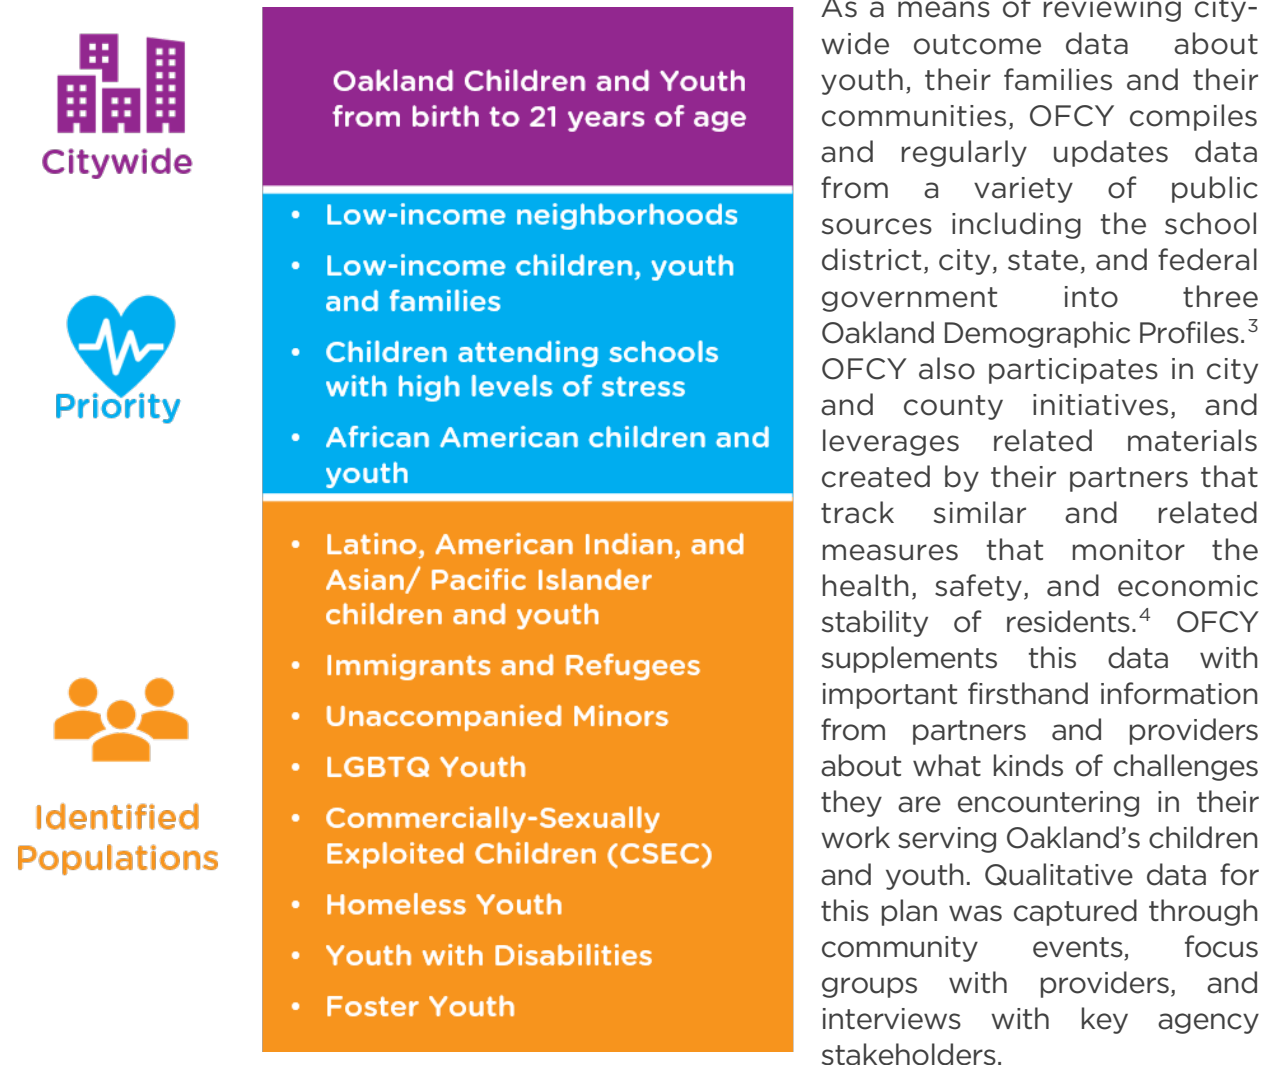 Citywide
Oakland Children and Youth
from birth to 21 years of age
Priority
• Low-income neighborhoods
• Low-income children, youth
and families
• Children attending schools
with high levels of stress
• African American children and
youth
Identified
Populations
• Latino, American Indian, and
Asian/ Pacific Islander
children and youth
• Immigrants and Refugees
• Unaccompanied Minors
• LGBTQ Youth
• Commercially-Sexually
Exploited Children (CSEC)
• Homeless Youth
• Youth with Disabilities
• Foster Youth
As a means of reviewing city-
wide outcome data about
youth, their families and their
communities, OFCY compiles
and regularly updates data
from a variety of public
sources including the school
district, city, state, and federal
government into three
Oakland Demographic Profiles.³
OFCY also participates in city
and county initiatives, and
leverages related materials
created by their partners that
track similar and related
measures that monitor the
health, safety, and economic
stability of residents.⁴ OFCY
supplements this data with
important firsthand information
from partners and providers
about what kinds of challenges
they are encountering in their
work serving Oakland’s children
and youth. Qualitative data for
this plan was captured through
community events, focus
groups with providers, and
interviews with key agency
stakeholders.